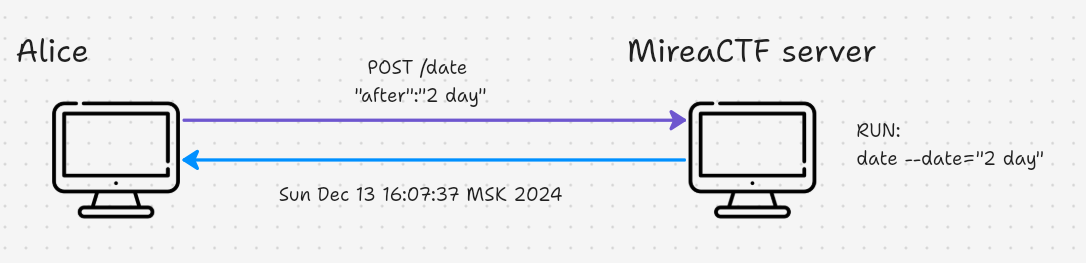 Alice
MireaCTF server
POST /date
"after":"2 day"
RUN:
date --date="2 day"
Sun Dec 13 16:07:37 MSK 2024